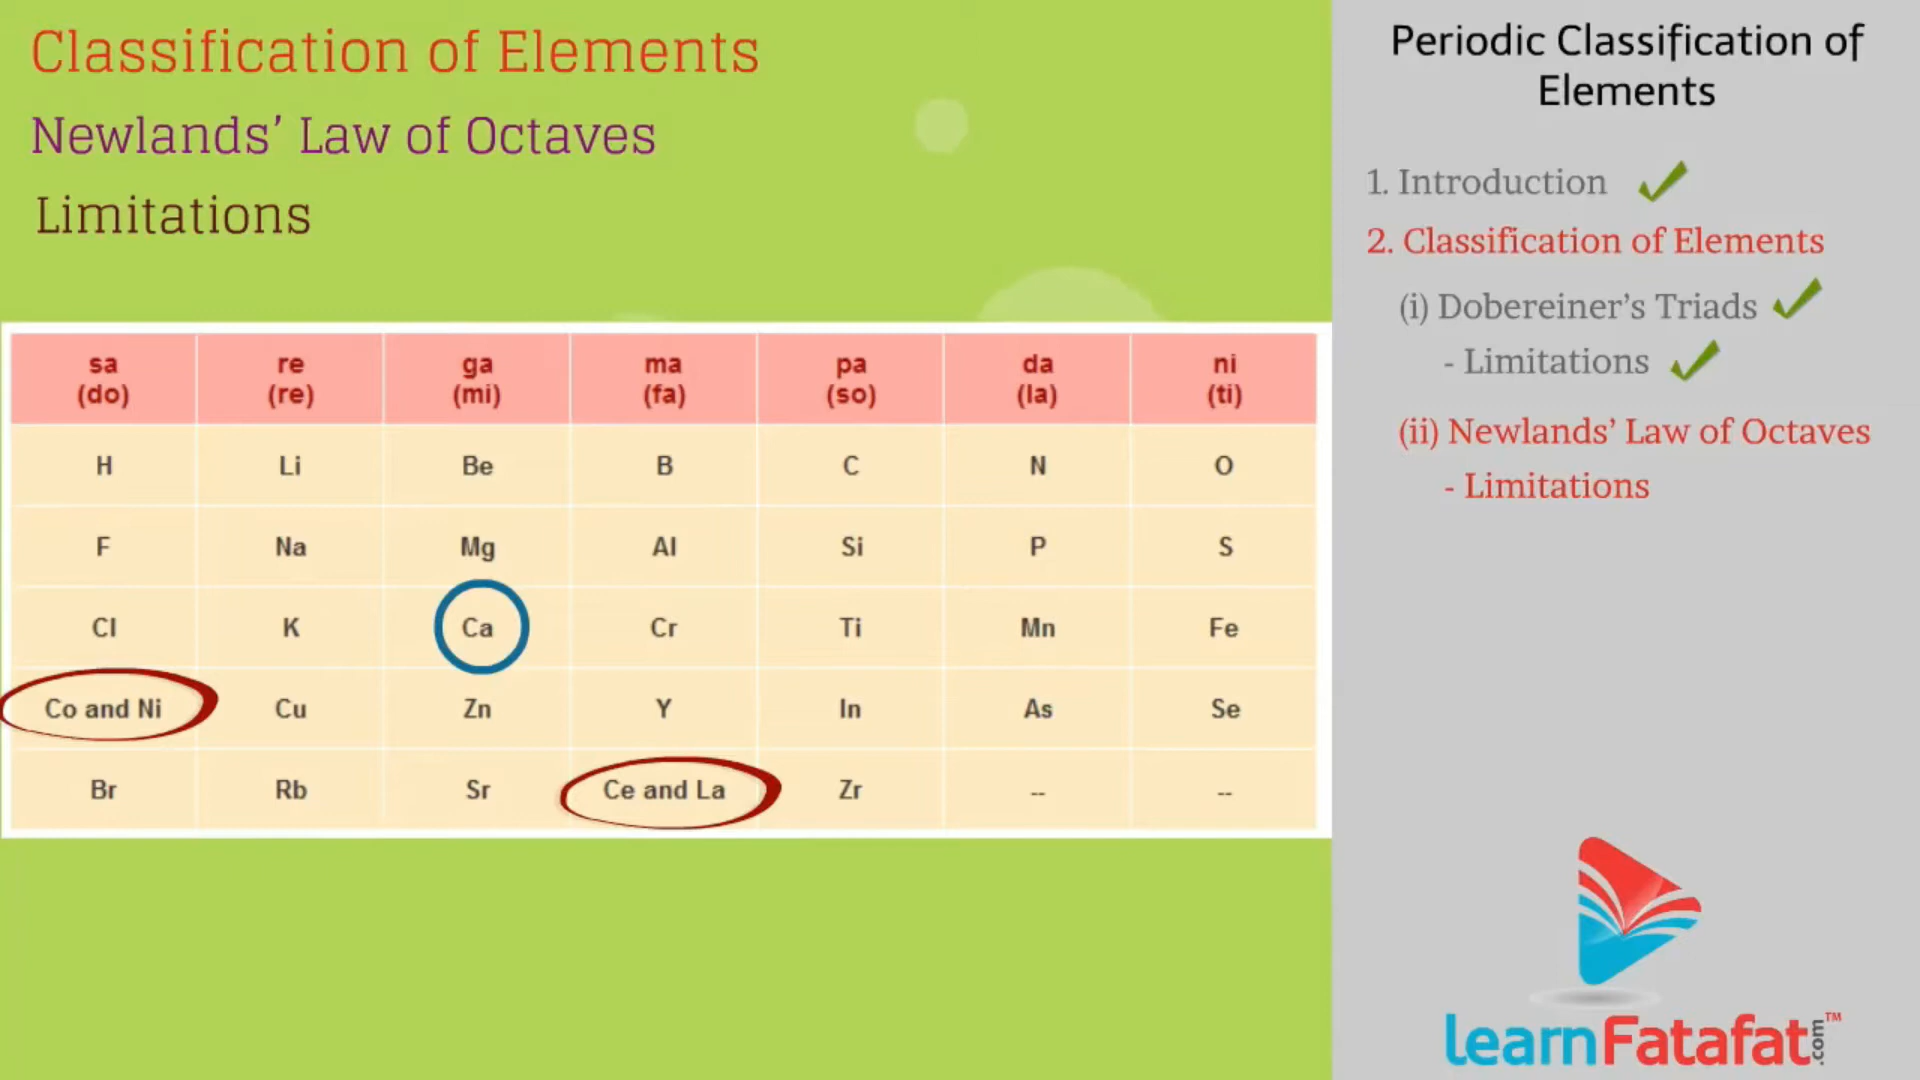 Classification of Elements
Newlands’ Law of Octaves
Limitations
sa re ga ma pa da ni
(do) (re) (mi) (fa) (so) (la) (ti)
H Li Be B C N O
F Na Mg Al Si P S
Cl K Ca Cr Ti Mn Fe
Co and Ni Cu Zn Y In As Se
Br Rb Sr Ce and La Zr -- --
Periodic Classification of
Elements
1. Introduction
2. Classification of Elements
(i) Dobereiner’s Triads
- Limitations
(ii) Newlands’ Law of Octaves
- Limitations
learnFatafat.com™